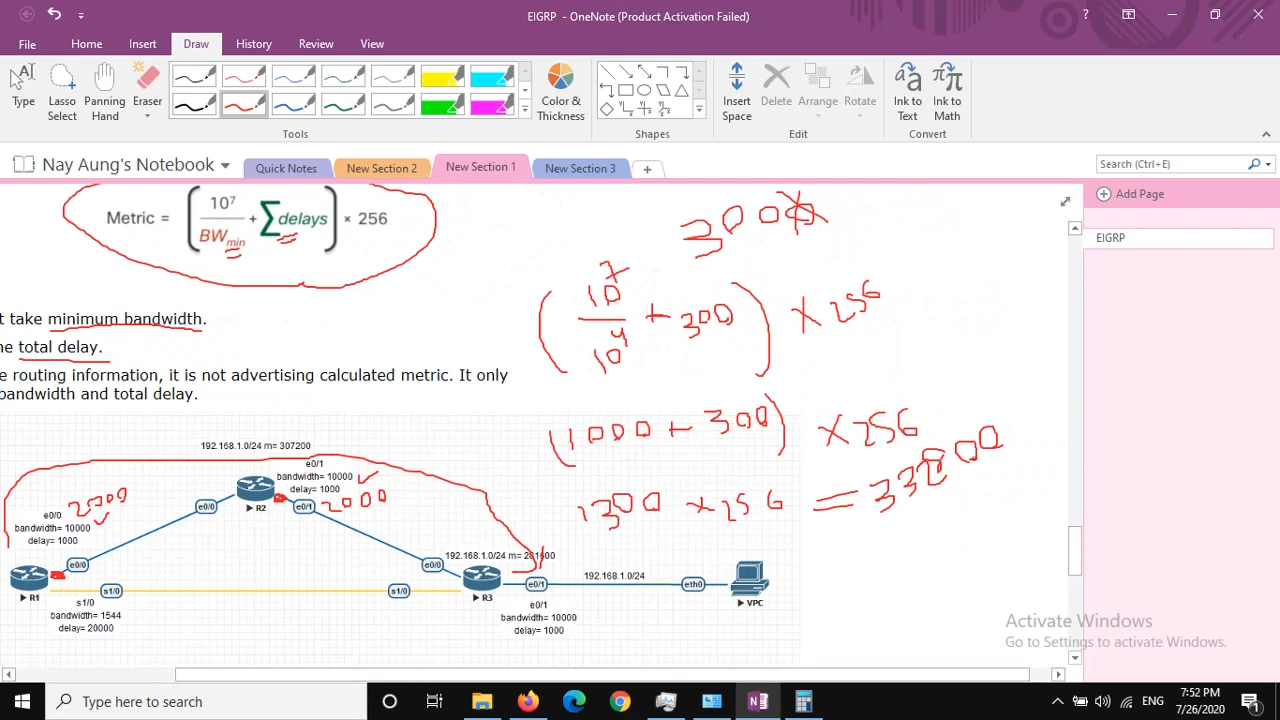 EIGRP - OneNote (Product Activation Failed)
File Home Insert Draw History Review View
Type
Lasso Select
Panning Hand
Eraser
Color & Thickness
Insert Space
Delete
Arrange
Rotate
Ink to Text
Ink to Math
Tools
Shapes
Edit
Convert
Nay Aung's Notebook
Quick Notes
New Section 2
New Section 1
New Section 3
Search (Ctrl+E)
Add Page
EIGRP
Metric = [ 10⁷ / BWmin + ∑ delays ] × 256
3000
( 10⁷ / 10⁴ + 300 ) × 256
t take minimum bandwidth.
ne total delay.
e routing information, it is not advertising calculated metric. It only
bandwidth and total delay.
(1000 + 300) × 256
1300 × 256 = 332800
192.168.1.0/24 m= 307200
e0/1
bandwidth= 10000
delay= 1000
2000
R2
e0/0
e0/1
2000
e0/0
bandwidth= 10000
delay= 1000
e0/0
R1
s1/0
s1/0
bandwidth= 1544
delay= 20000
s1/0
e0/0
192.168.1.0/24 m= 281600
R3
e0/1
192.168.1.0/24
eth0
VPC
e0/1
bandwidth= 10000
delay= 1000
Activate Windows
Go to Settings to activate Windows.
Type here to search
ENG
7:52 PM
7/26/2020
1